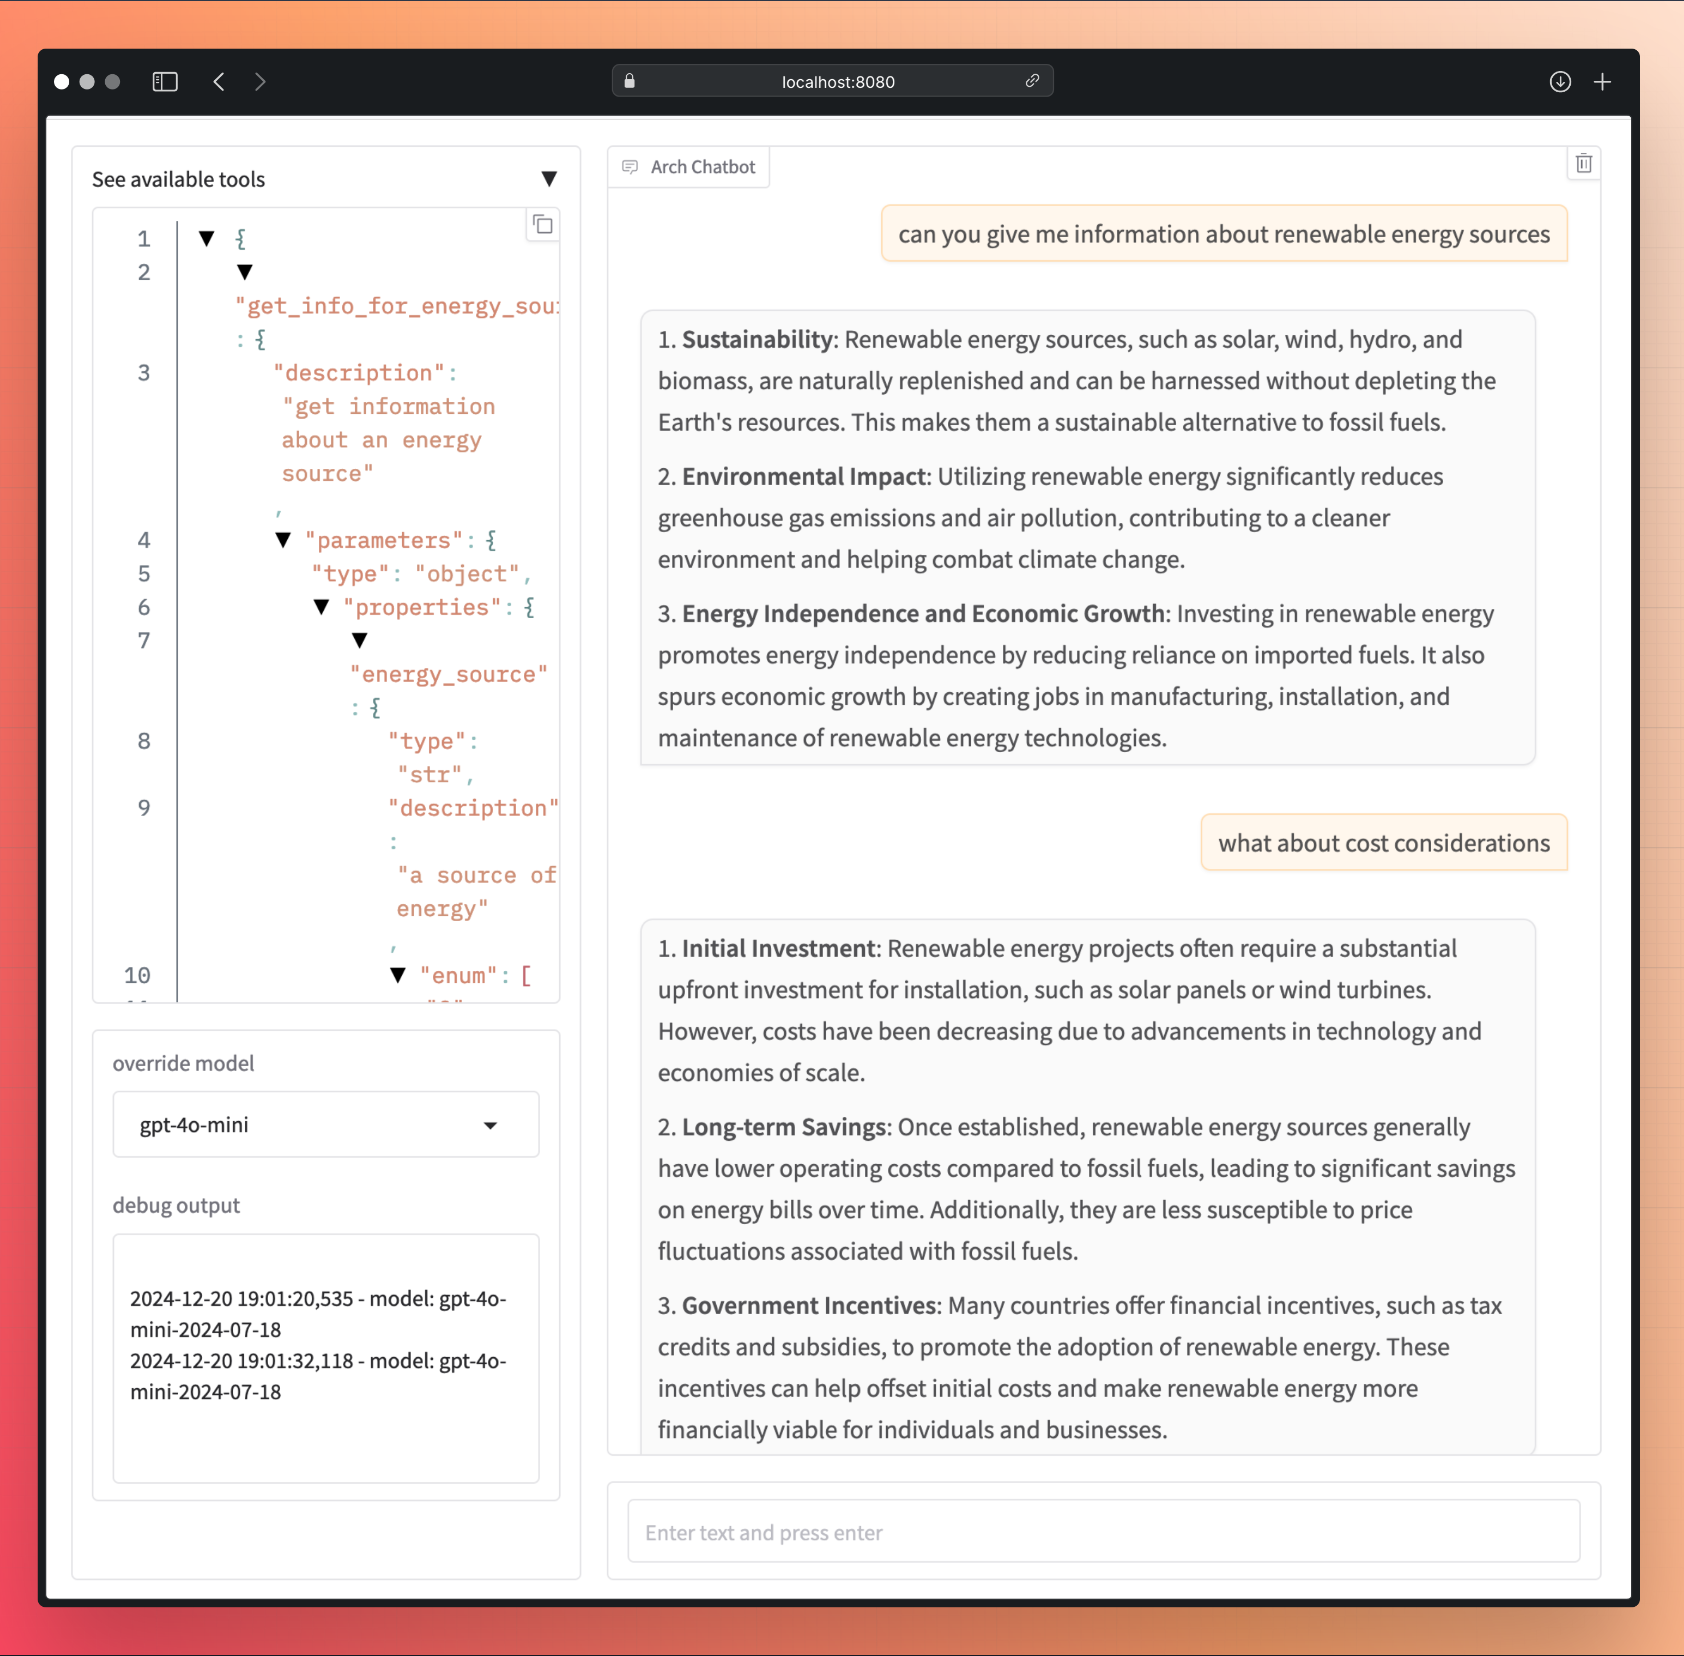 localhost:8080
See available tools
1 {
2
"get_info_for_energy_sou
: {
3 "description":
"get information
about an energy
source"
,
4 "parameters": {
5 "type": "object",
6 "properties": {
7
"energy_source"
: {
8 "type":
"str",
9 "description"
:
"a source of
energy"
,
10 "enum": [
override model
gpt-4o-mini
debug output
2024-12-20 19:01:20,535 - model: gpt-4o-
mini-2024-07-18
2024-12-20 19:01:32,118 - model: gpt-4o-
mini-2024-07-18
Arch Chatbot
can you give me information about renewable energy sources
1. Sustainability: Renewable energy sources, such as solar, wind, hydro, and
biomass, are naturally replenished and can be harnessed without depleting the
Earth's resources. This makes them a sustainable alternative to fossil fuels.
2. Environmental Impact: Utilizing renewable energy significantly reduces
greenhouse gas emissions and air pollution, contributing to a cleaner
environment and helping combat climate change.
3. Energy Independence and Economic Growth: Investing in renewable energy
promotes energy independence by reducing reliance on imported fuels. It also
spurs economic growth by creating jobs in manufacturing, installation, and
maintenance of renewable energy technologies.
what about cost considerations
1. Initial Investment: Renewable energy projects often require a substantial
upfront investment for installation, such as solar panels or wind turbines.
However, costs have been decreasing due to advancements in technology and
economies of scale.
2. Long-term Savings: Once established, renewable energy sources generally
have lower operating costs compared to fossil fuels, leading to significant savings
on energy bills over time. Additionally, they are less susceptible to price
fluctuations associated with fossil fuels.
3. Government Incentives: Many countries offer financial incentives, such as tax
credits and subsidies, to promote the adoption of renewable energy. These
incentives can help offset initial costs and make renewable energy more
financially viable for individuals and businesses.
Enter text and press enter